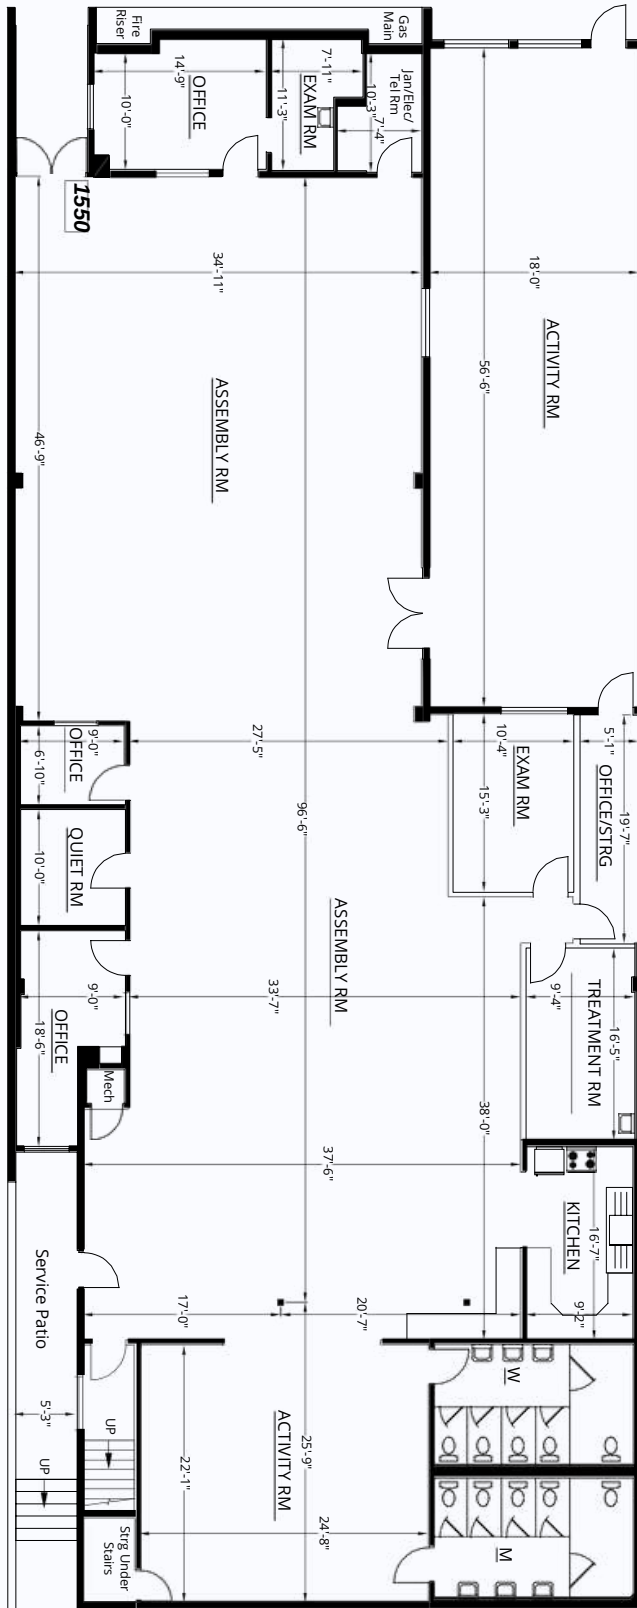 Fire
Riser
Gas
Main
OFFICE
14'-9"
10'-0"
EXAM RM
7'-11"
11'-3"
Jan/Elec/
Tel Rm
10'-3"
7'-4"
1550
34'-11"
18'-0"
ACTIVITY RM
56'-6"
ASSEMBLY RM
46'-9"
OFFICE
9'-0"
6'-10"
27'-5"
EXAM RM
10'-4"
15'-3"
OFFICE/STRG
5'-1"
19'-7"
96'-6"
QUIET RM
10'-0"
ASSEMBLY RM
OFFICE
9'-0"
18'-6"
33'-7"
TREATMENT RM
9'-4"
16'-5"
Mech
38'-0"
37'-6"
KITCHEN
16'-7"
9'-2"
Service Patio
17'-0"
20'-7"
5'-3"
UP
UP
ACTIVITY RM
25'-9"
22'-1"
24'-8"
W
M
Strg Under
Stairs